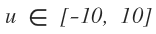 u ∈ [-10, 10]